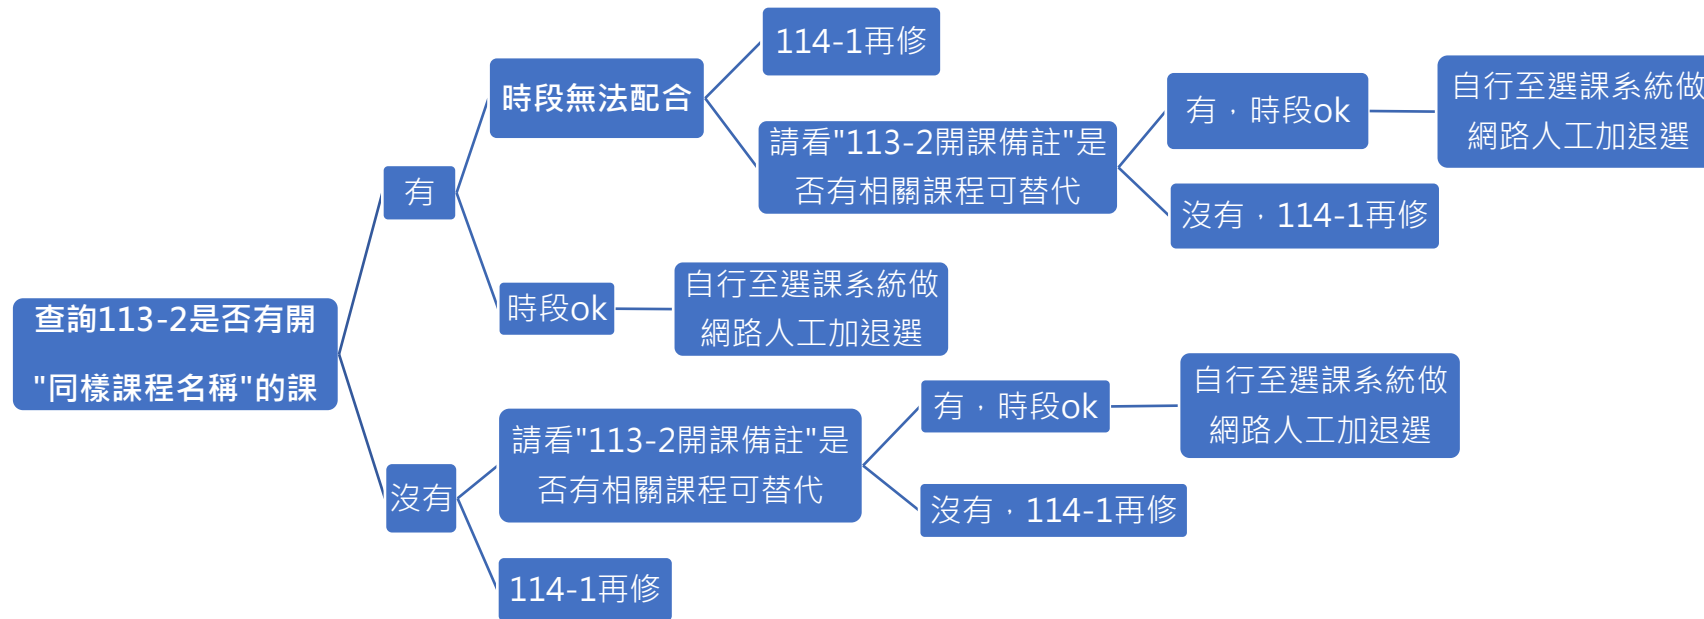 查詢113-2是否有開
"同樣課程名稱"的課
有
時段無法配合
114-1再修
請看"113-2開課備註"是
否有相關課程可替代
有，時段ok
自行至選課系統做
網路人工加退選
沒有，114-1再修
時段ok
自行至選課系統做
網路人工加退選
沒有
請看"113-2開課備註"是
否有相關課程可替代
有，時段ok
自行至選課系統做
網路人工加退選
沒有，114-1再修
114-1再修